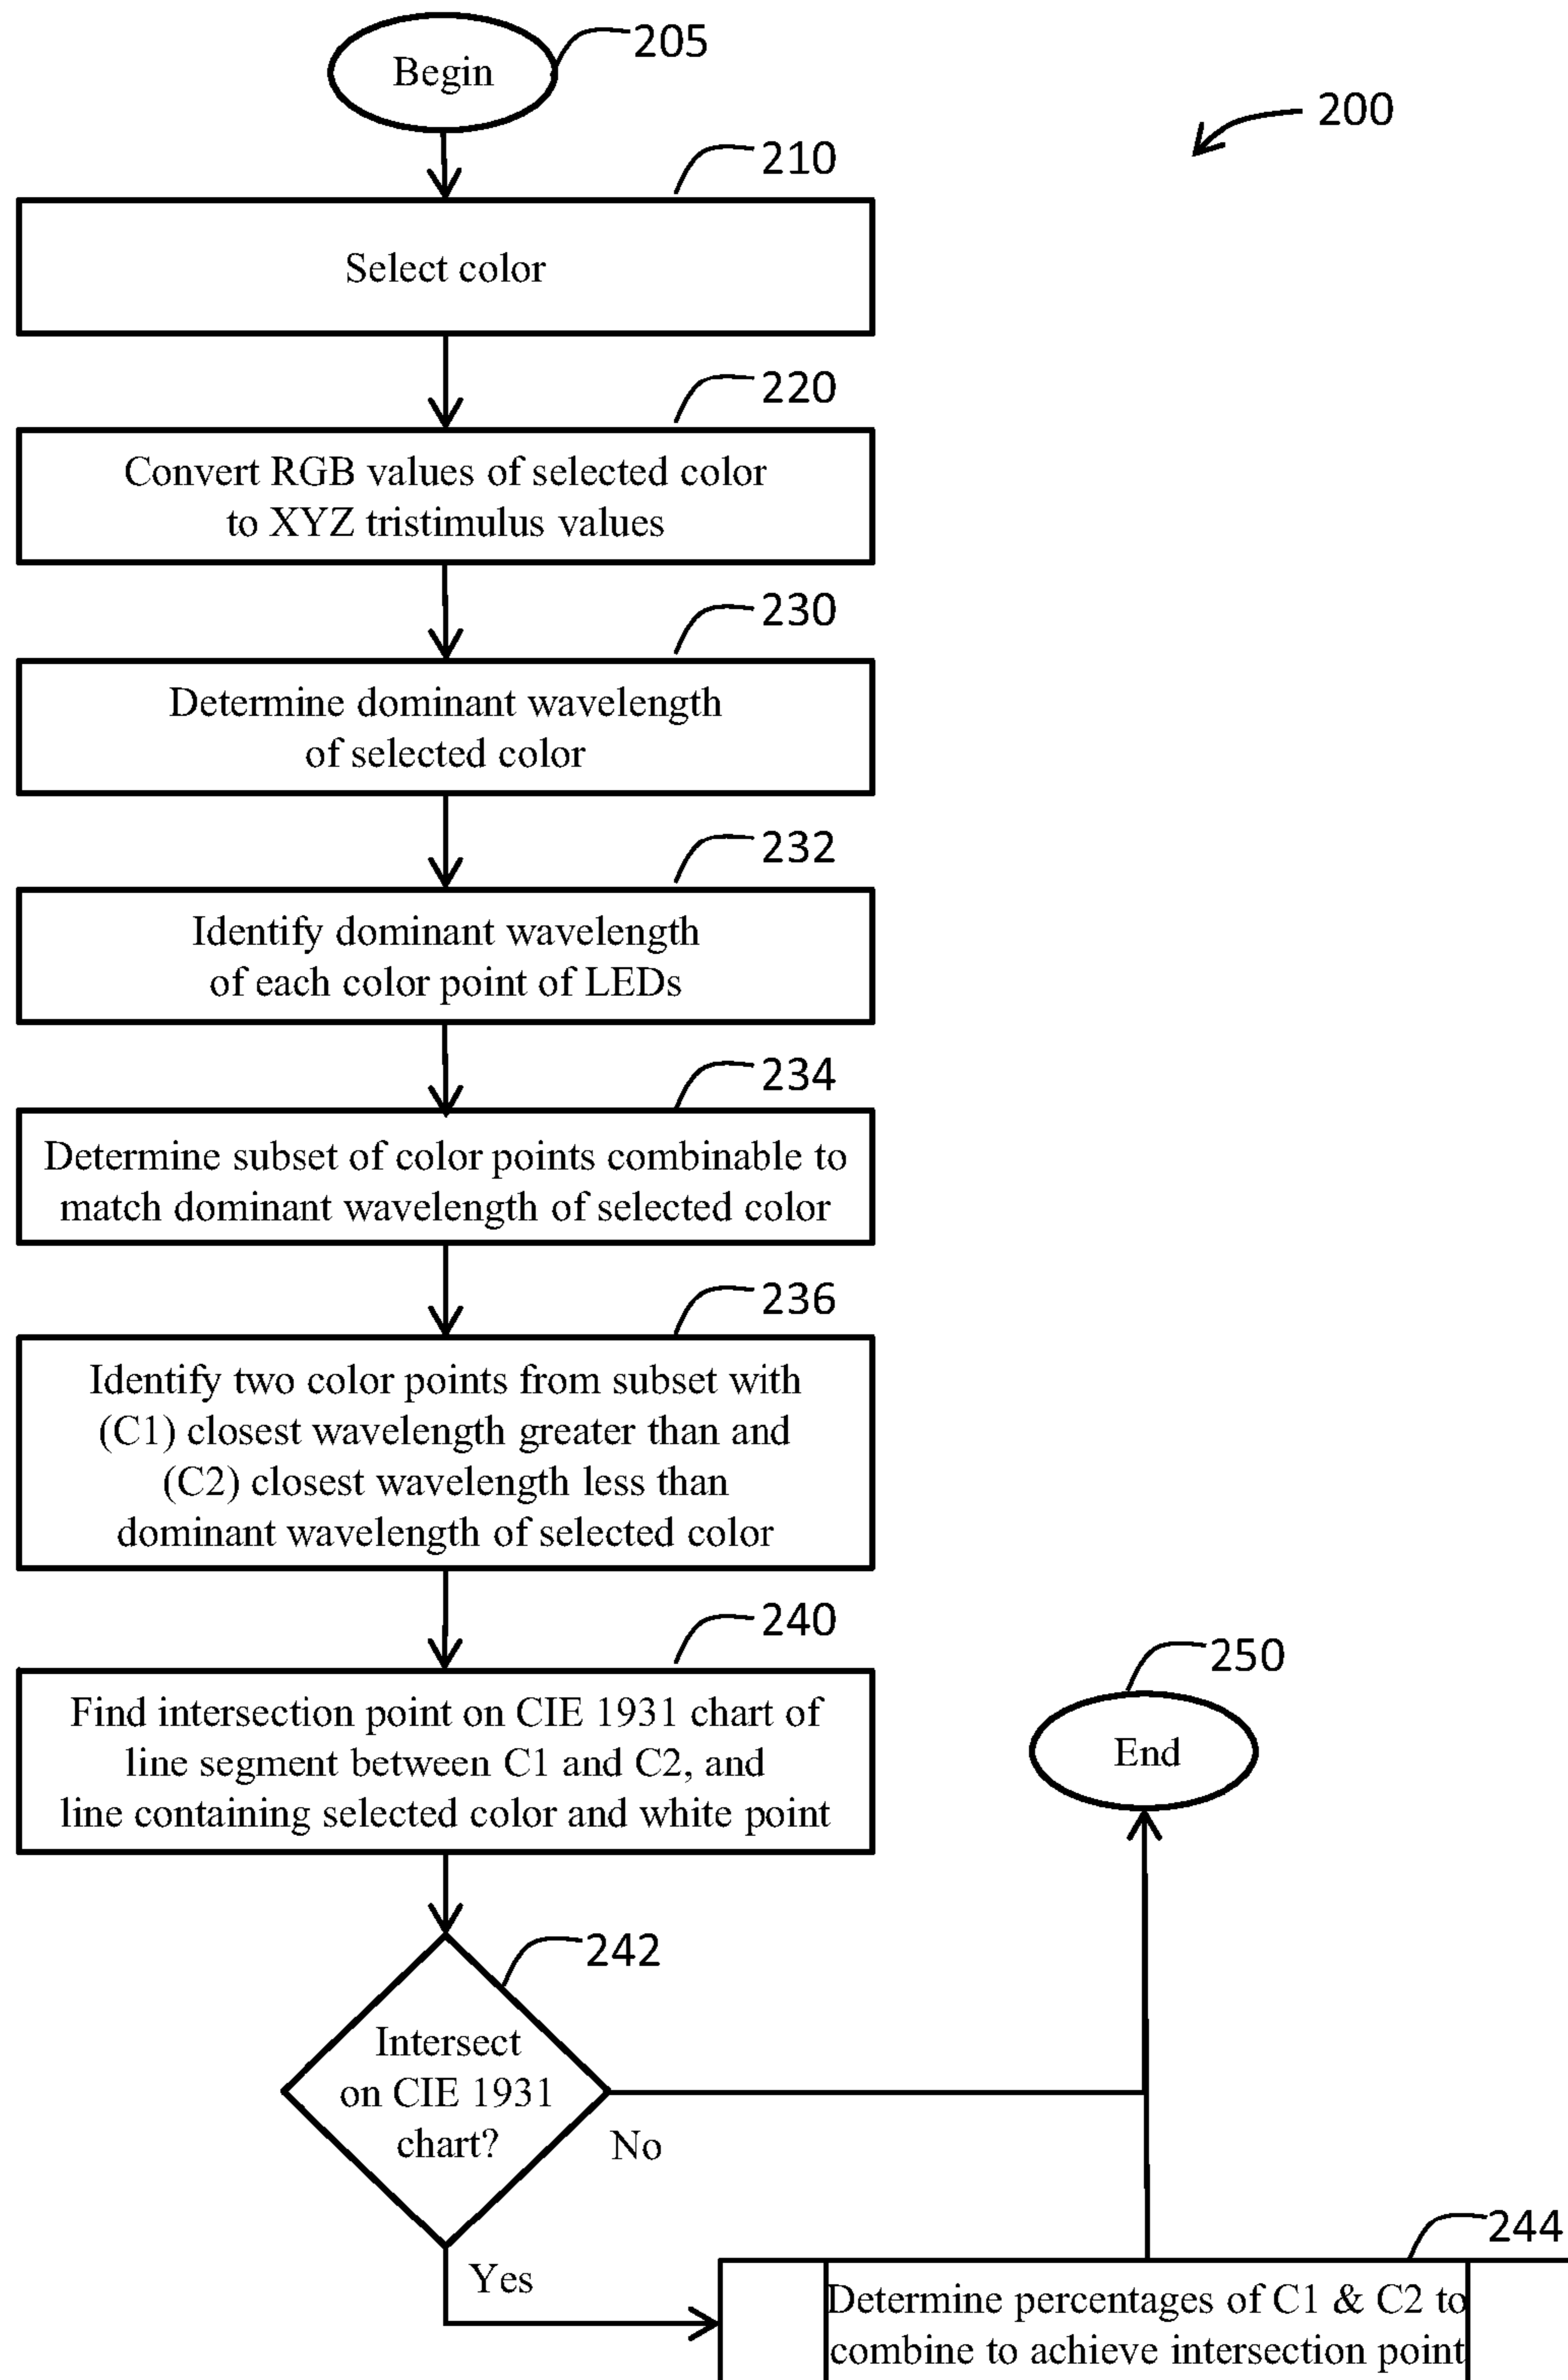 Begin
205
200
210
Select color
220
Convert RGB values of selected color
to XYZ tristimulus values
230
Determine dominant wavelength
of selected color
232
Identify dominant wavelength
of each color point of LEDs
234
Determine subset of color points combinable to
match dominant wavelength of selected color
236
Identify two color points from subset with
(C1) closest wavelength greater than and
(C2) closest wavelength less than
dominant wavelength of selected color
240
Find intersection point on CIE 1931 chart of
line segment between C1 and C2, and
line containing selected color and white point
250
End
242
Intersect
on CIE 1931
chart?
No
Yes
244
Determine percentages of C1 & C2 to
combine to achieve intersection point